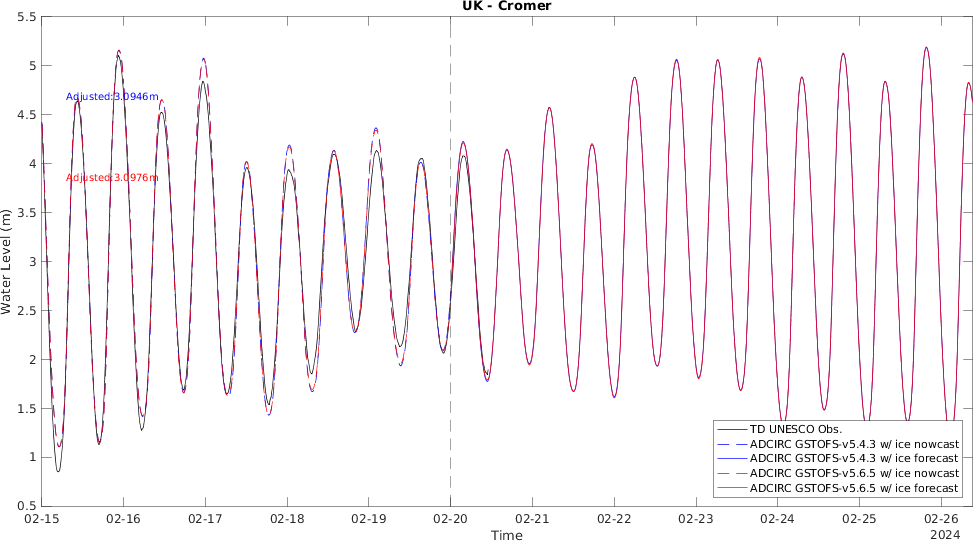 UK - Cromer
5.5
5
4.5
4
3.5
3
2.5
2
1.5
1
0.5
Water Level (m)
Adjusted:3.0946m
Adjusted:3.0976m
TD UNESCO Obs.
ADCIRC GSTOFS-v5.4.3 w/ ice nowcast
ADCIRC GSTOFS-v5.4.3 w/ ice forecast
ADCIRC GSTOFS-v5.6.5 w/ ice nowcast
ADCIRC GSTOFS-v5.6.5 w/ ice forecast
02-15 02-16 02-17 02-18 02-19 02-20 02-21 02-22 02-23 02-24 02-25 02-26
Time
2024